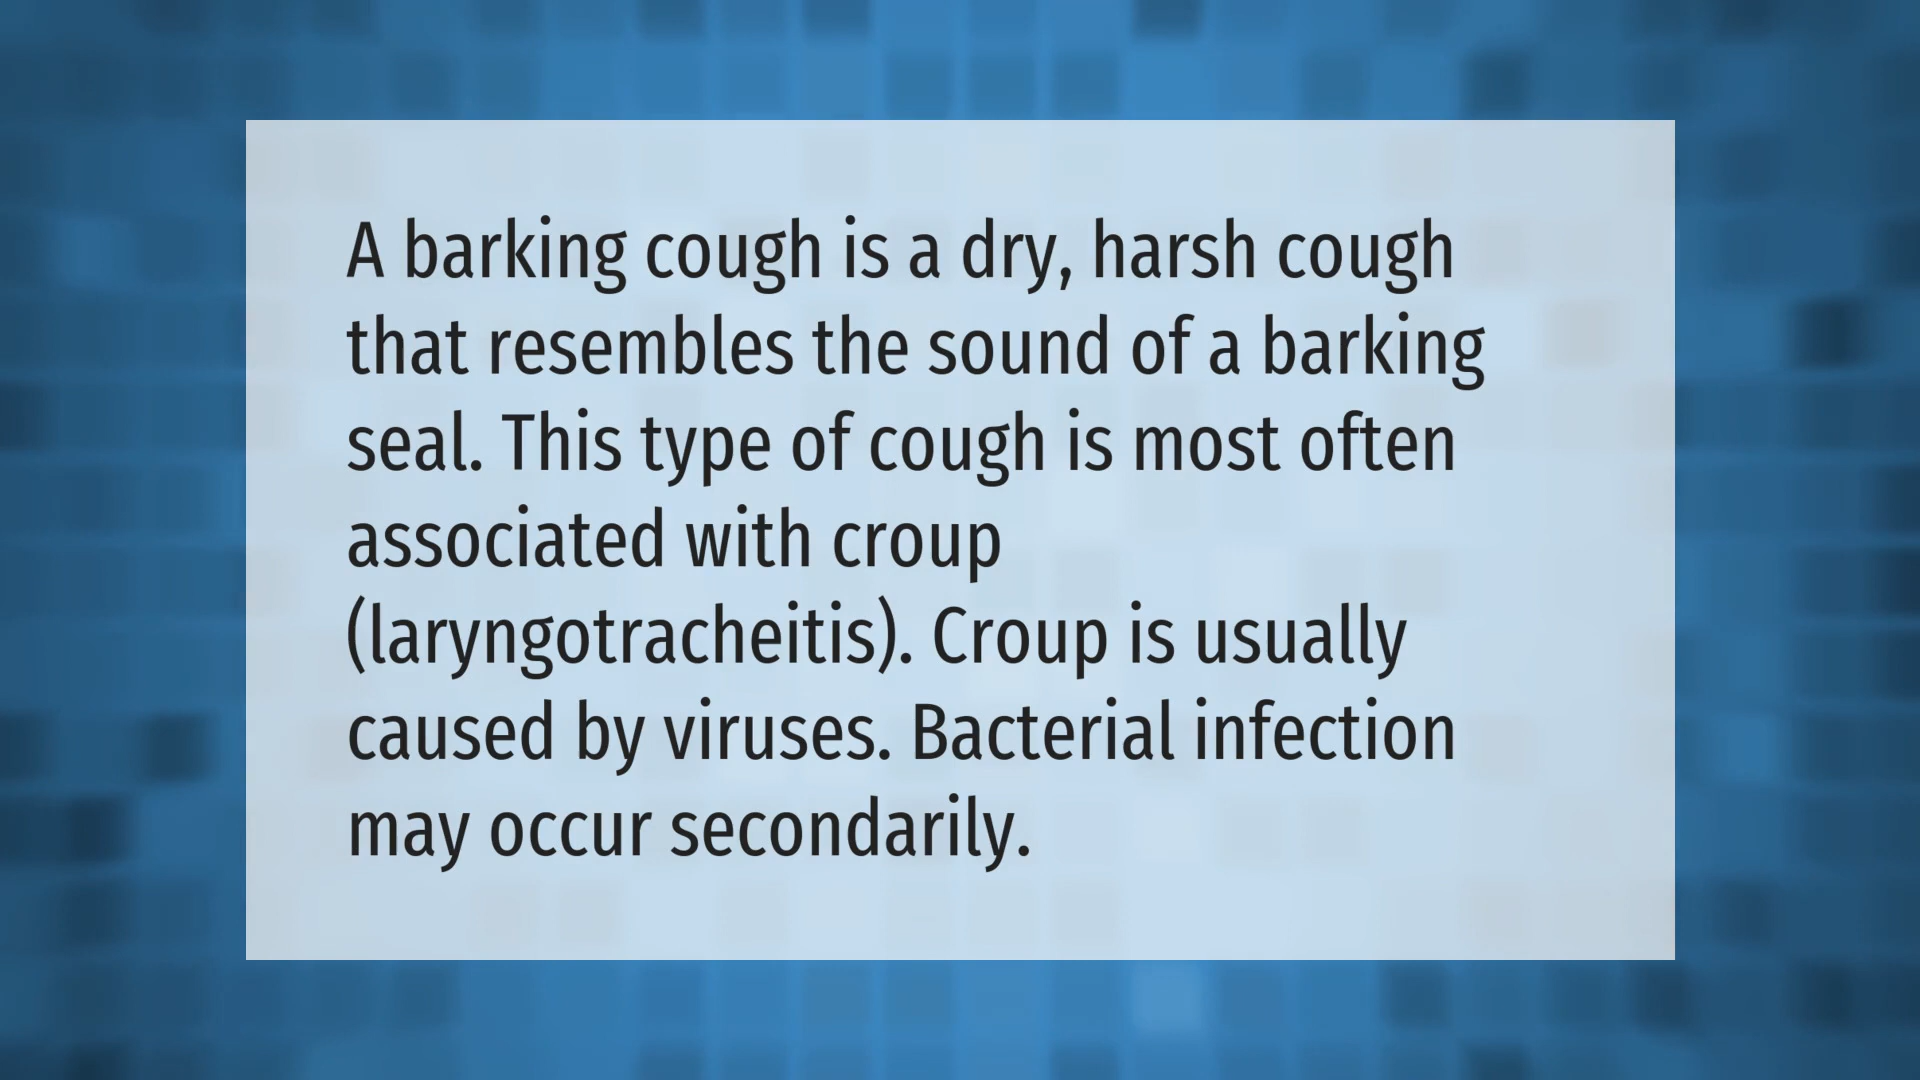 A barking cough is a dry, harsh cough
that resembles the sound of a barking
seal. This type of cough is most often
associated with croup
(laryngotracheitis). Croup is usually
caused by viruses. Bacterial infection
may occur secondarily.